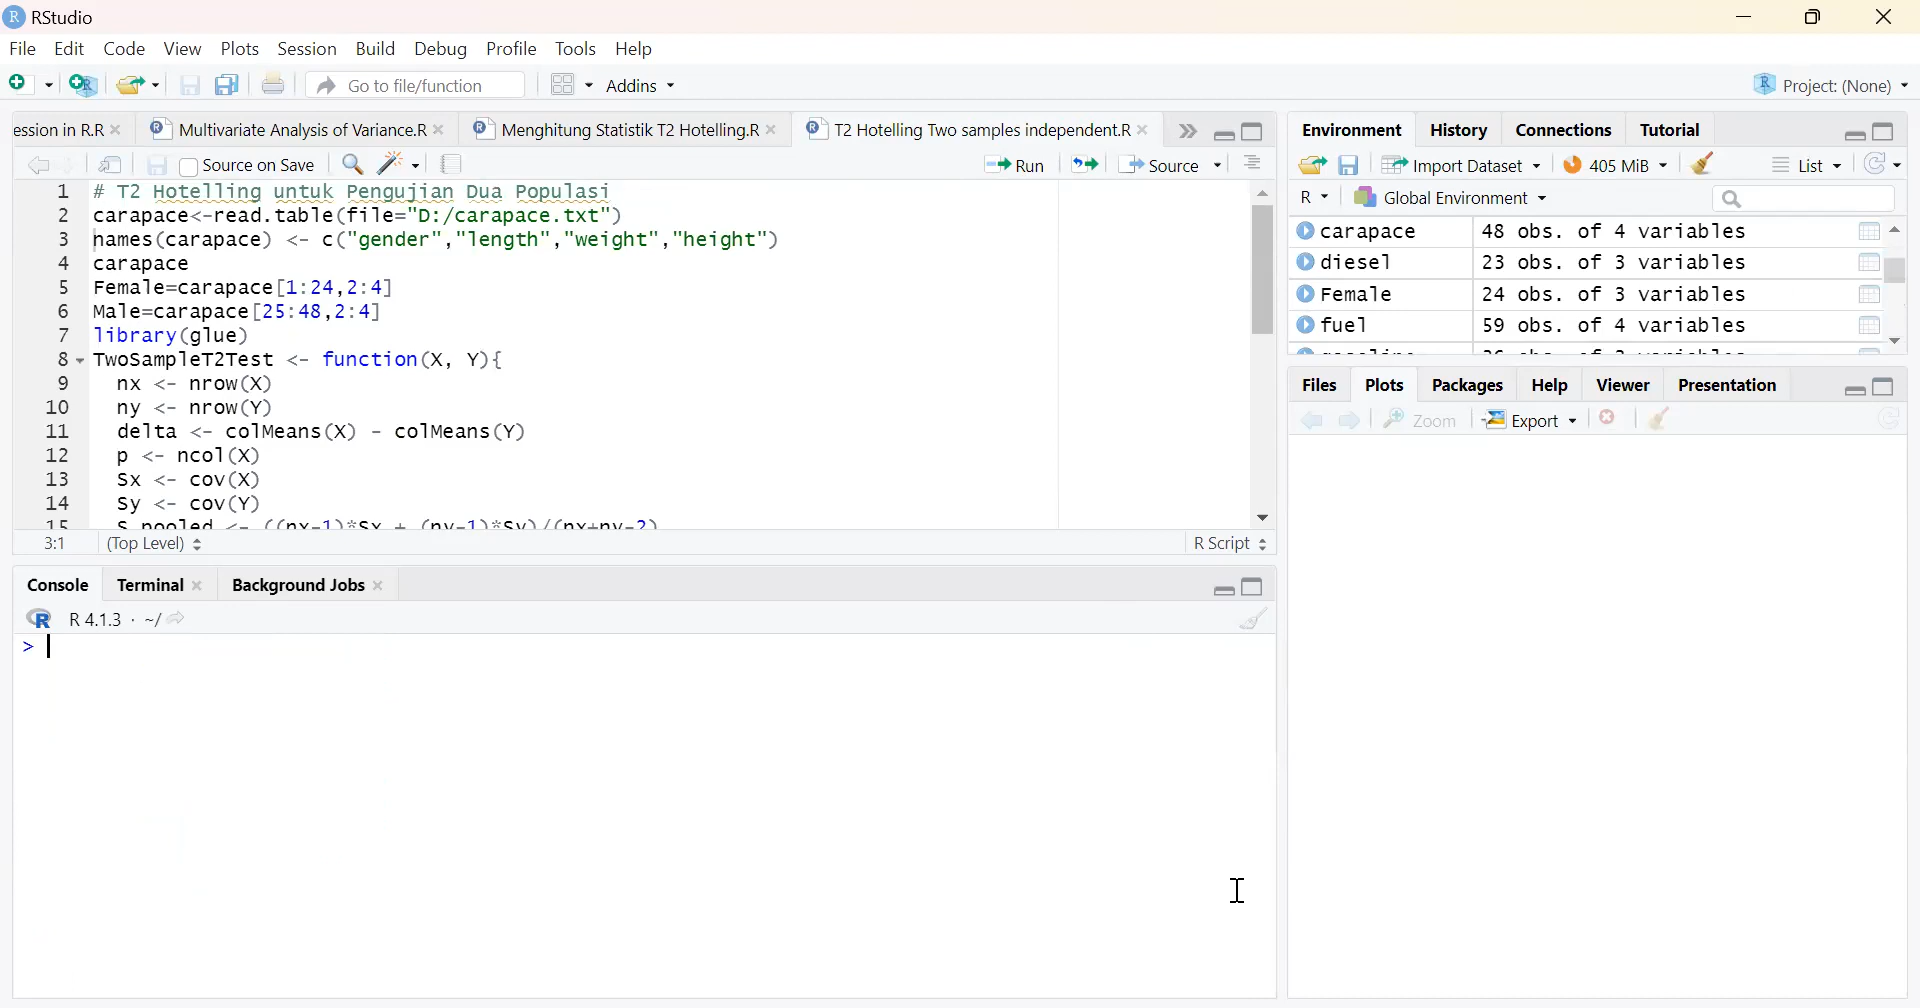 RStudio
File Edit Code View Plots Session Build Debug Profile Tools Help
Go to file/function Addins Project: (None)
ession in R.R Multivariate Analysis of Variance.R Menghitung Statistik T2 Hotelling.R T2 Hotelling Two samples independent.R
Source on Save Run Source
1 # T2 Hotelling untuk Pengujian Dua Populasi
2 carapace<-read.table(file="D:/carapace.txt")
3 names(carapace) <- c("gender","length","weight","height")
4 carapace
5 Female=carapace[1:24,2:4]
6 Male=carapace[25:48,2:4]
7 library(glue)
8 TwoSampleT2Test <- function(X, Y){
9 nx <- nrow(X)
10 ny <- nrow(Y)
11 delta <- colMeans(X) - colMeans(Y)
12 p <- ncol(X)
13 Sx <- cov(X)
14 Sy <- cov(Y)
15 S_pooled <- ((nx-1)*Sx + (ny-1)*Sy)/(nx+ny-2)
3:1 (Top Level) R Script
Console Terminal Background Jobs
R 4.1.3 · ~/
>
Environment History Connections Tutorial
Import Dataset 405 MiB List
R Global Environment
carapace 48 obs. of 4 variables
diesel 23 obs. of 3 variables
Female 24 obs. of 3 variables
fuel 59 obs. of 4 variables
Files Plots Packages Help Viewer Presentation
Zoom Export